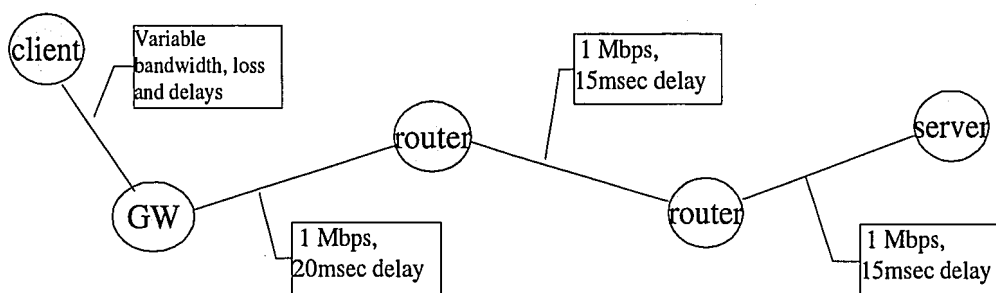 client
Variable
bandwidth, loss
and delays
1 Mbps,
15msec delay
router
server
GW
router
1 Mbps,
20msec delay
1 Mbps,
15msec delay